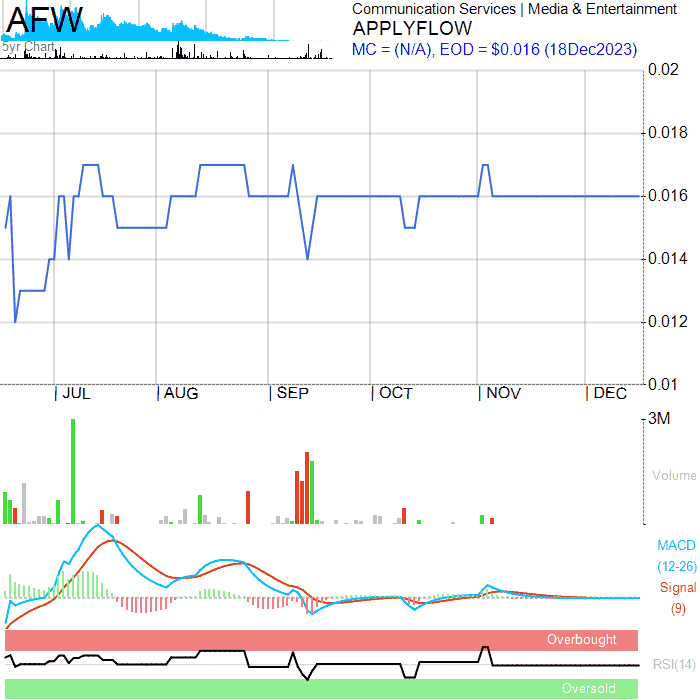 AFW
Communication Services | Media & Entertainment
5yr Chart
APPLYFLOW
MC = (N/A), EOD = $0.016 (18Dec2023)
0.02
0.018
0.016
0.014
0.012
0.01
| JUL | AUG | SEP | OCT | NOV | DEC
3M
Volume
MACD
(12-26)
Signal
(9)
Overbought
RSI(14)
Oversold